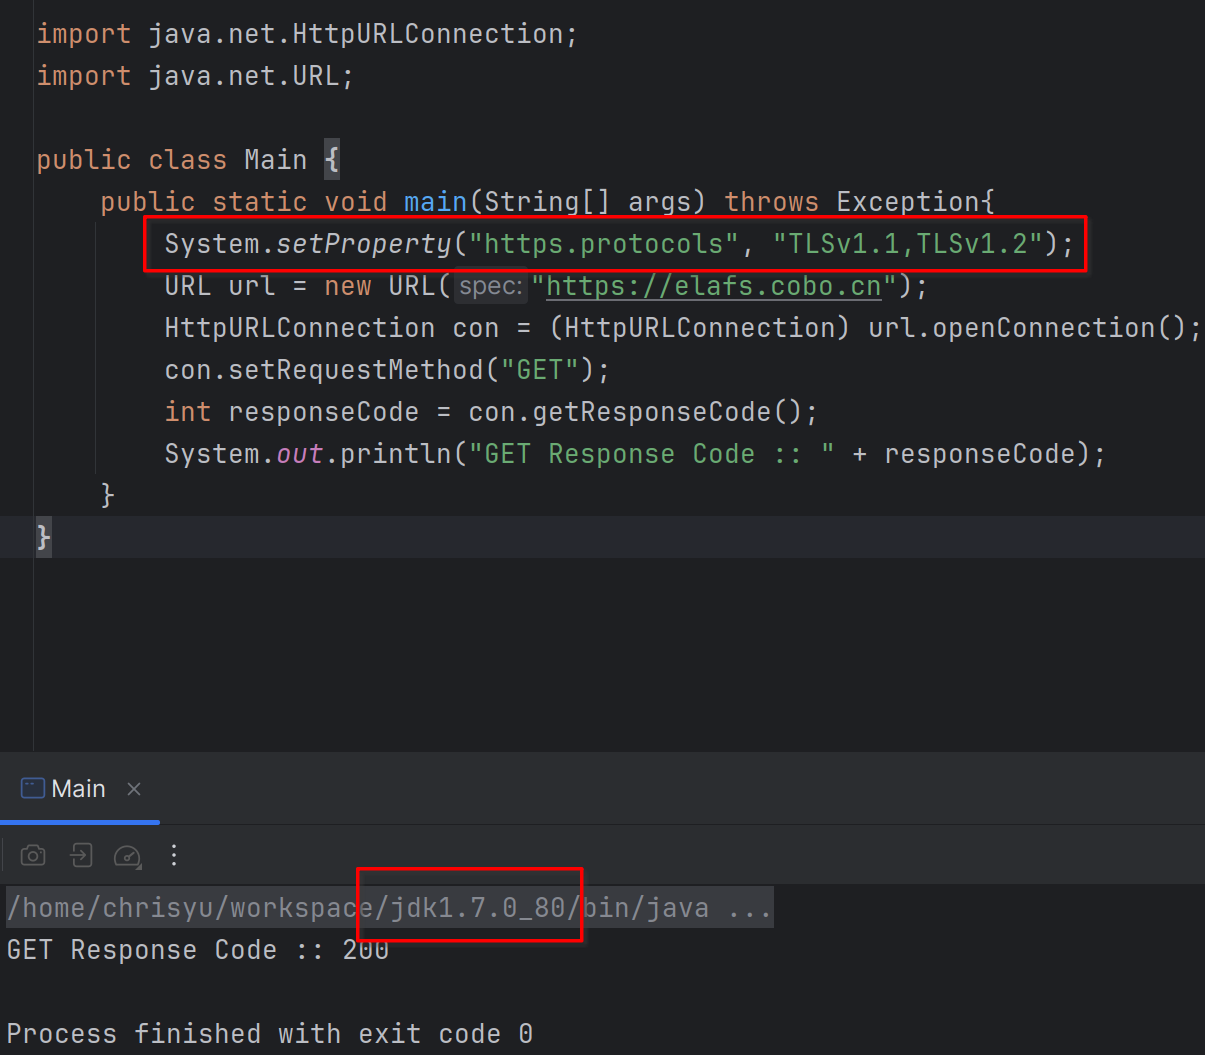 import java.net.HttpURLConnection;
import java.net.URL;
public class Main {
public static void main(String[] args) throws Exception{
System.setProperty("https.protocols", "TLSv1.1,TLSv1.2");
URL url = new URL( spec: "https://elafs.cobo.cn");
HttpURLConnection con = (HttpURLConnection) url.openConnection();
con.setRequestMethod("GET");
int responseCode = con.getResponseCode();
System.out.println("GET Response Code :: " + responseCode);
}
}
Main
/home/chrisyu/workspace/jdk1.7.0_80/bin/java ...
GET Response Code :: 200
Process finished with exit code 0